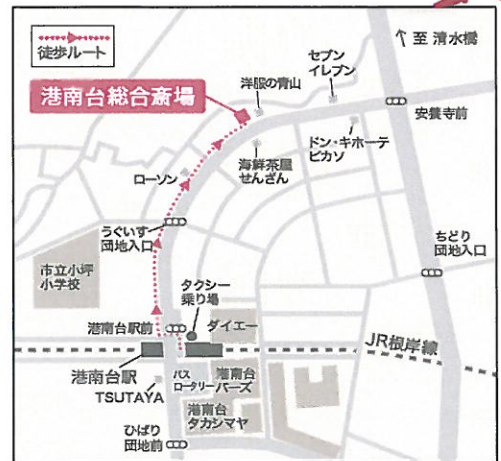 徒歩ルート
至 清水橋
セブン
イレブン
洋服の青山
港南台総合斎場
安養寺前
ドン・キホーテ
ピカソ
海鮮茶屋
せんざん
ローソン
うぐいす
団地入口
ちどり
団地入口
市立小坪
小学校
タクシー
乗り場
港南台駅前
ダイエー
JR根岸線
港南台駅
バス
ロータリー
港南台
バーズ
TSUTAYA
港南台
タカシマヤ
ひばり
団地前